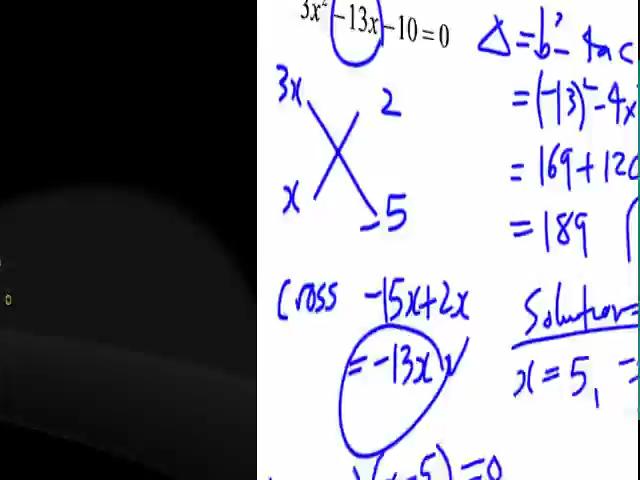 3x² −13x −10 = 0
Δ = b² − 4ac
= (−13)² − 4x
= 169 + 120
= 189
3x 2
x −5
Cross −15x + 2x
= −13x ✓
Solution =
x = 5,
)(x −5) = 0